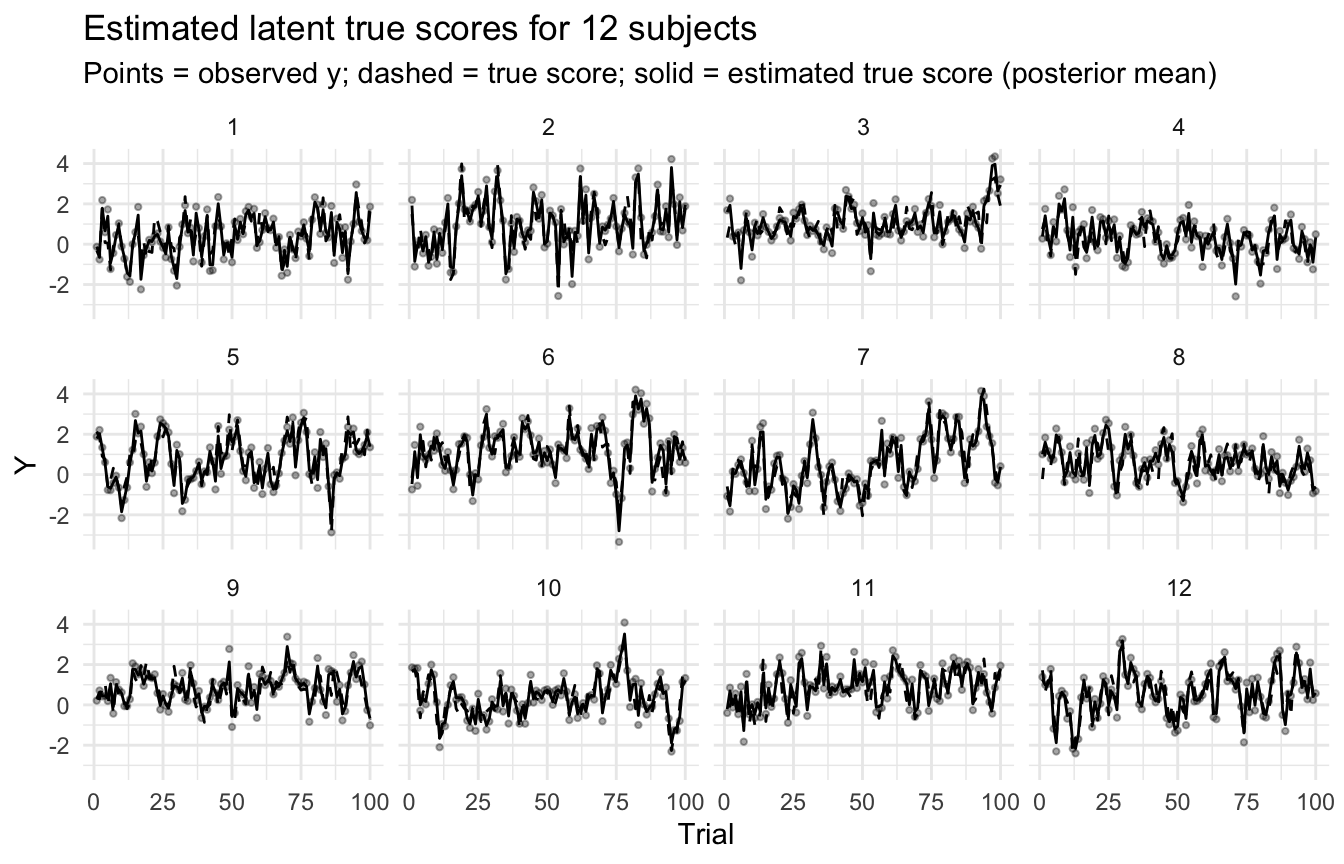 Estimated latent true scores for 12 subjects
Points = observed y; dashed = true score; solid = estimated true score (posterior mean)
1 2 3 4
4
2
0
-2
5 6 7 8
4
2
0
-2
9 10 11 12
4
2
0
-2
Y
0 25 50 75 100 0 25 50 75 100 0 25 50 75 100 0 25 50 75 100
Trial